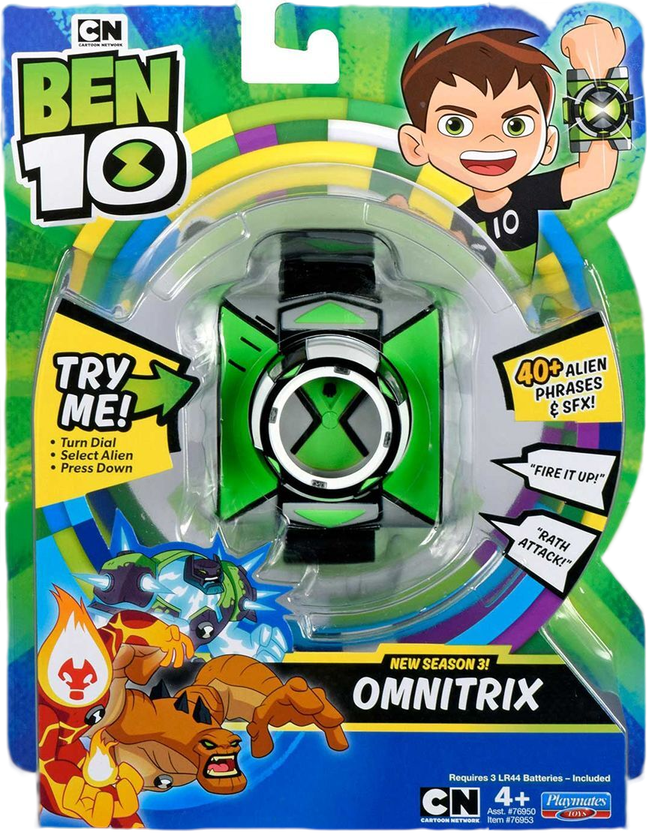 CN
CARTOON NETWORK
BEN
10
10
TRY
ME!
• Turn Dial
• Select Alien
• Press Down
40+ ALIEN
PHRASES
& SFX!
"FIRE IT UP!"
"RATH
ATTACK!"
NEW SEASON 3!
OMNITRIX
Requires 3 LR44 Batteries – Included
CN
CARTOON NETWORK
4+
Asst. #76950
Item #76953
Playmates
TOYS